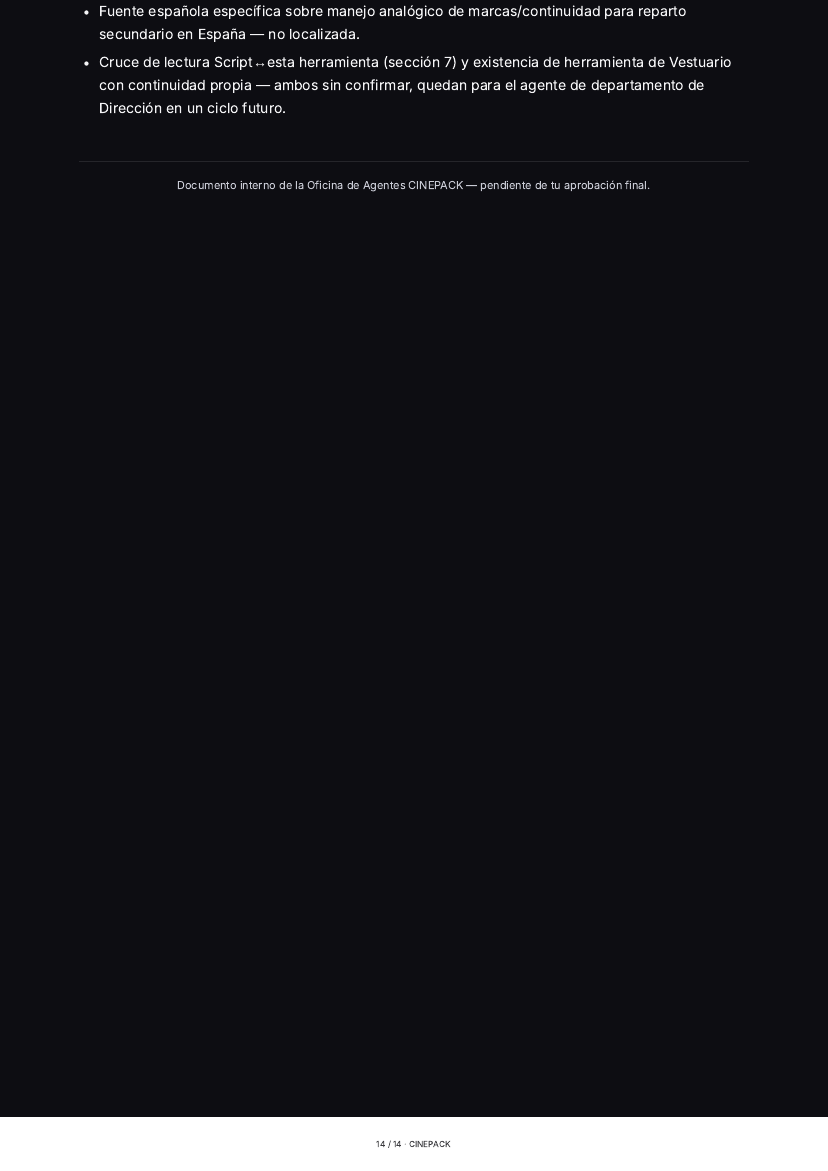 • Fuente española específica sobre manejo analógico de marcas/continuidad para reparto
secundario en España — no localizada.
• Cruce de lectura Script↔esta herramienta (sección 7) y existencia de herramienta de Vestuario
con continuidad propia — ambos sin confirmar, quedan para el agente de departamento de
Dirección en un ciclo futuro.
Documento interno de la Oficina de Agentes CINEPACK — pendiente de tu aprobación final.
14 / 14 · CINEPACK